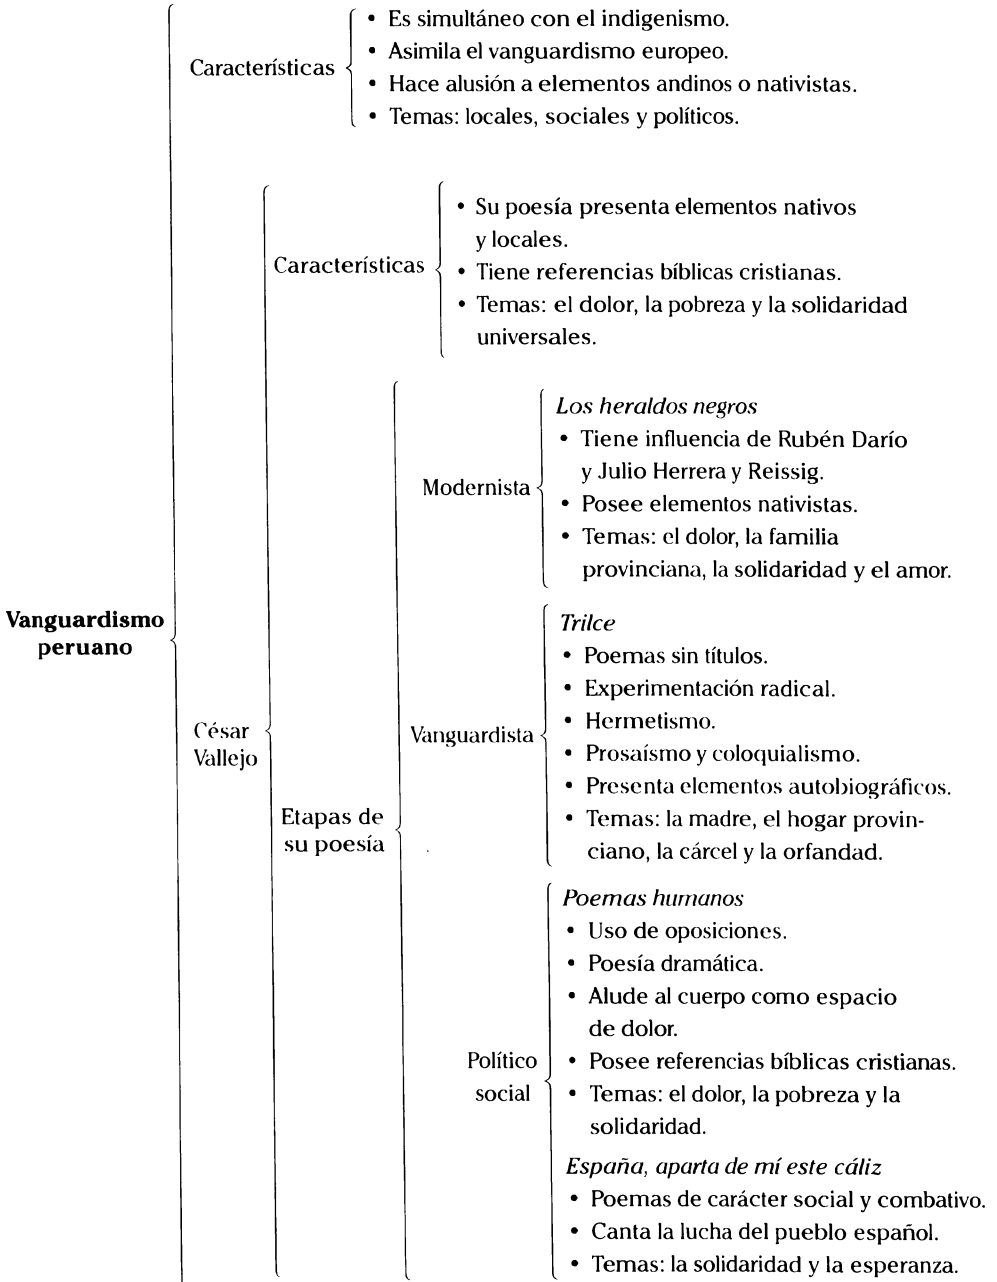 Vanguardismo
peruano
Características
• Es simultáneo con el indigenismo.
• Asimila el vanguardismo europeo.
• Hace alusión a elementos andinos o nativistas.
• Temas: locales, sociales y políticos.
César
Vallejo
Características
• Su poesía presenta elementos nativos
y locales.
• Tiene referencias bíblicas cristianas.
• Temas: el dolor, la pobreza y la solidaridad
universales.
Etapas de
su poesía
Modernista
Los heraldos negros
• Tiene influencia de Rubén Darío
y Julio Herrera y Reissig.
• Posee elementos nativistas.
• Temas: el dolor, la familia
provinciana, la solidaridad y el amor.
Vanguardista
Trilce
• Poemas sin títulos.
• Experimentación radical.
• Hermetismo.
• Prosaísmo y coloquialismo.
• Presenta elementos autobiográficos.
• Temas: la madre, el hogar provin-
ciano, la cárcel y la orfandad.
Político
social
Poemas humanos
• Uso de oposiciones.
• Poesía dramática.
• Alude al cuerpo como espacio
de dolor.
• Posee referencias bíblicas cristianas.
• Temas: el dolor, la pobreza y la
solidaridad.
España, aparta de mí este cáliz
• Poemas de carácter social y combativo.
• Canta la lucha del pueblo español.
• Temas: la solidaridad y la esperanza.